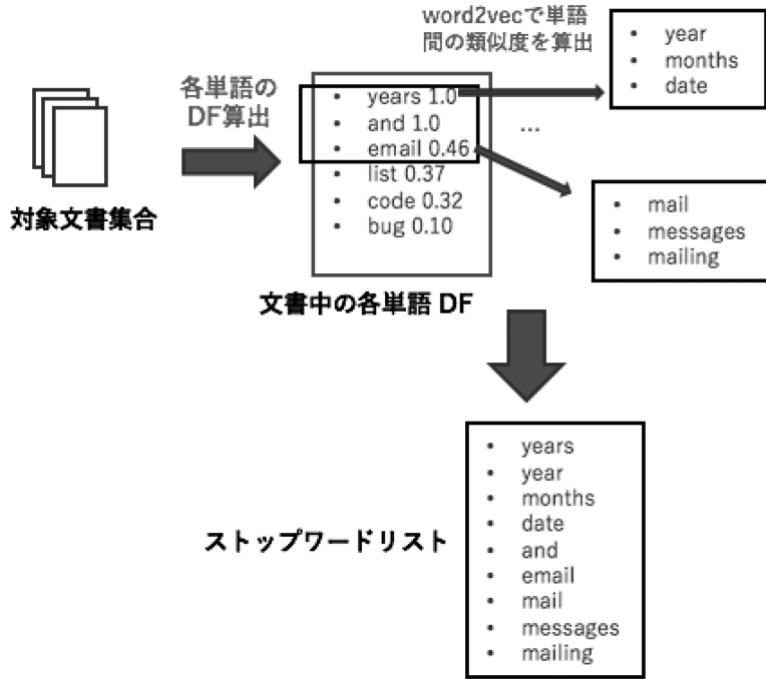 word2vecで単語
間の類似度を算出
• year
• months
• date
各単語の
DF算出
• years 1.0
• and 1.0
• email 0.46
• list 0.37
• code 0.32
• bug 0.10
...
• mail
• messages
• mailing
対象文書集合
文書中の各単語 DF
ストップワードリスト
• years
• year
• months
• date
• and
• email
• mail
• messages
• mailing